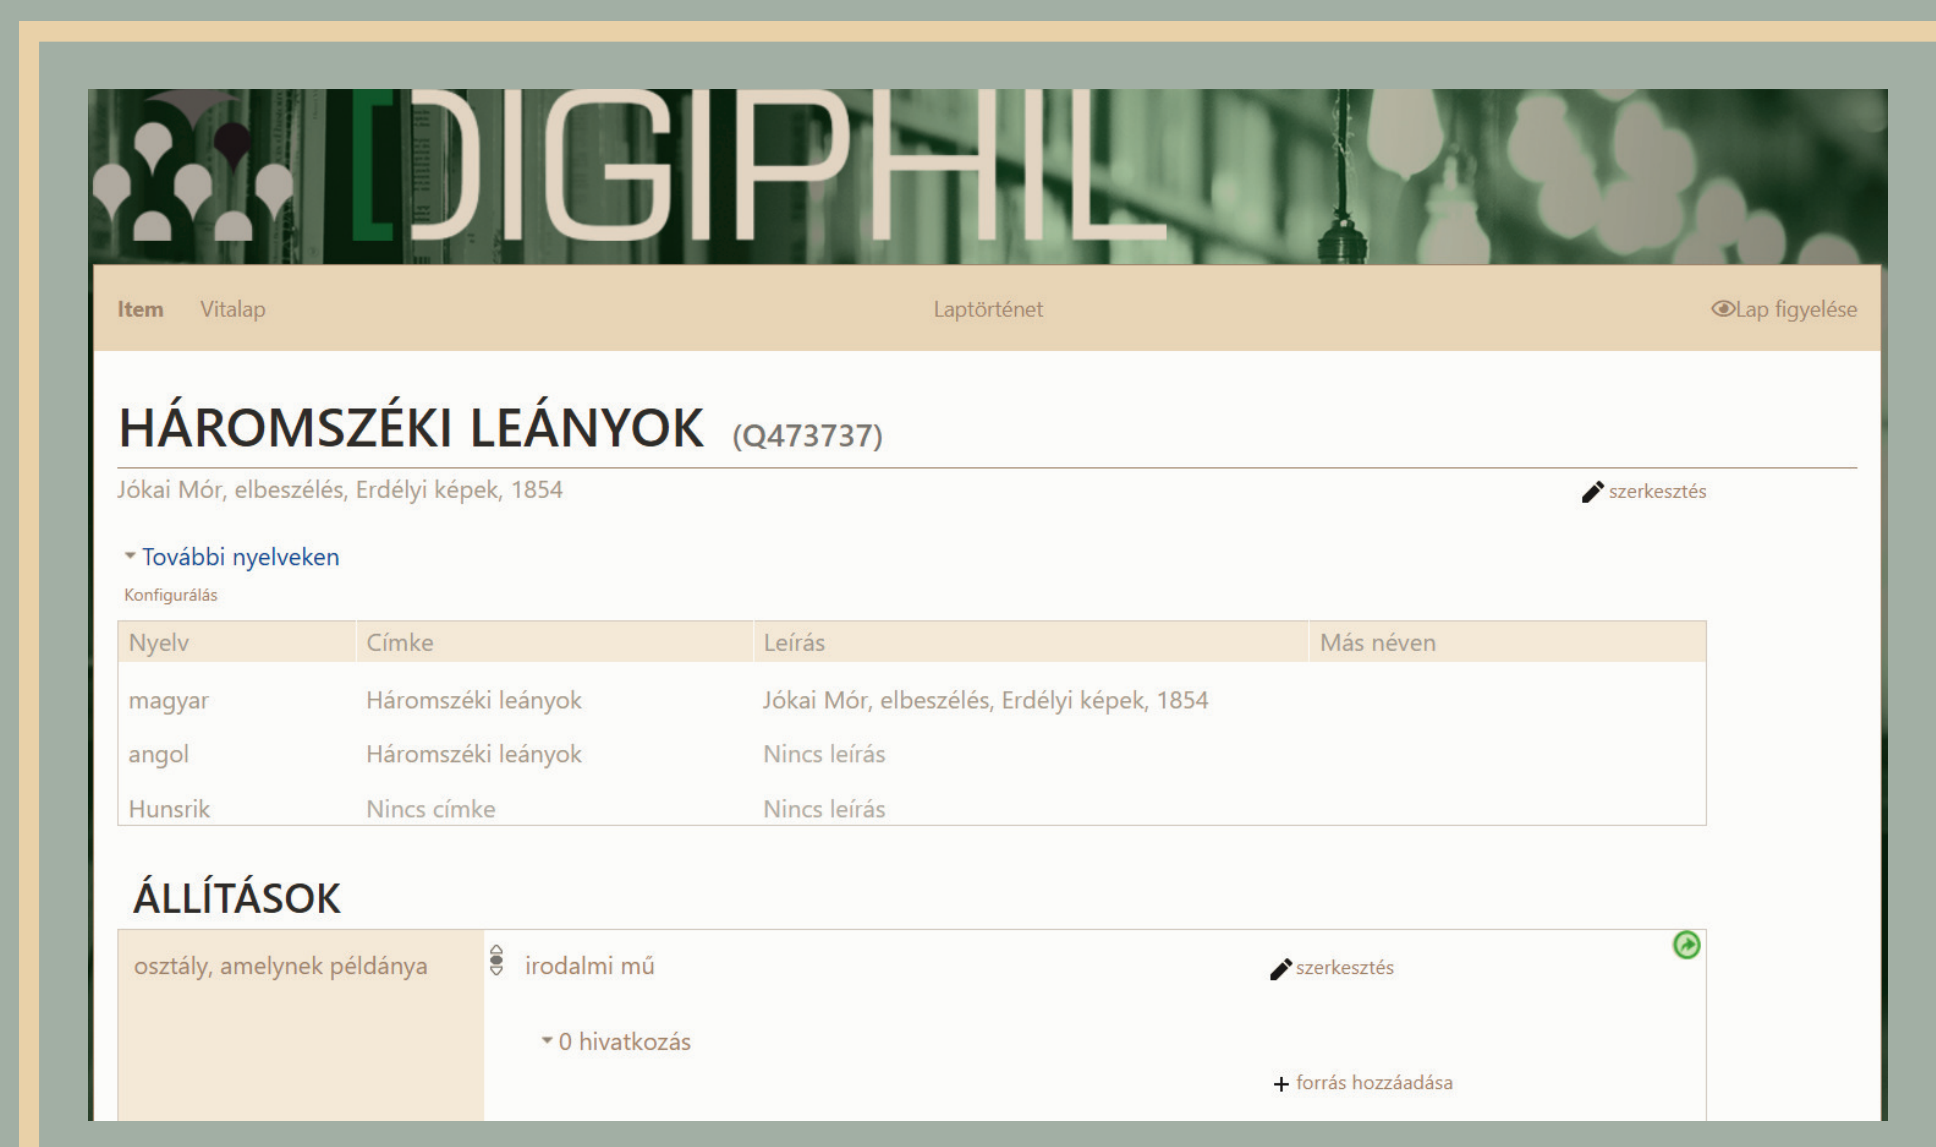 DIGIPHIL
Item Vitalap Laptörténet Lap figyelése
HÁROMSZÉKI LEÁNYOK (Q473737)
Jókai Mór, elbeszélés, Erdélyi képek, 1854 szerkesztés
További nyelveken
Konfigurálás
Nyelv Címke Leírás Más néven
magyar Háromszéki leányok Jókai Mór, elbeszélés, Erdélyi képek, 1854
angol Háromszéki leányok Nincs leírás
Hunsrik Nincs címke Nincs leírás
ÁLLÍTÁSOK
osztály, amelynek példánya irodalmi mű szerkesztés
0 hivatkozás
+ forrás hozzáadása